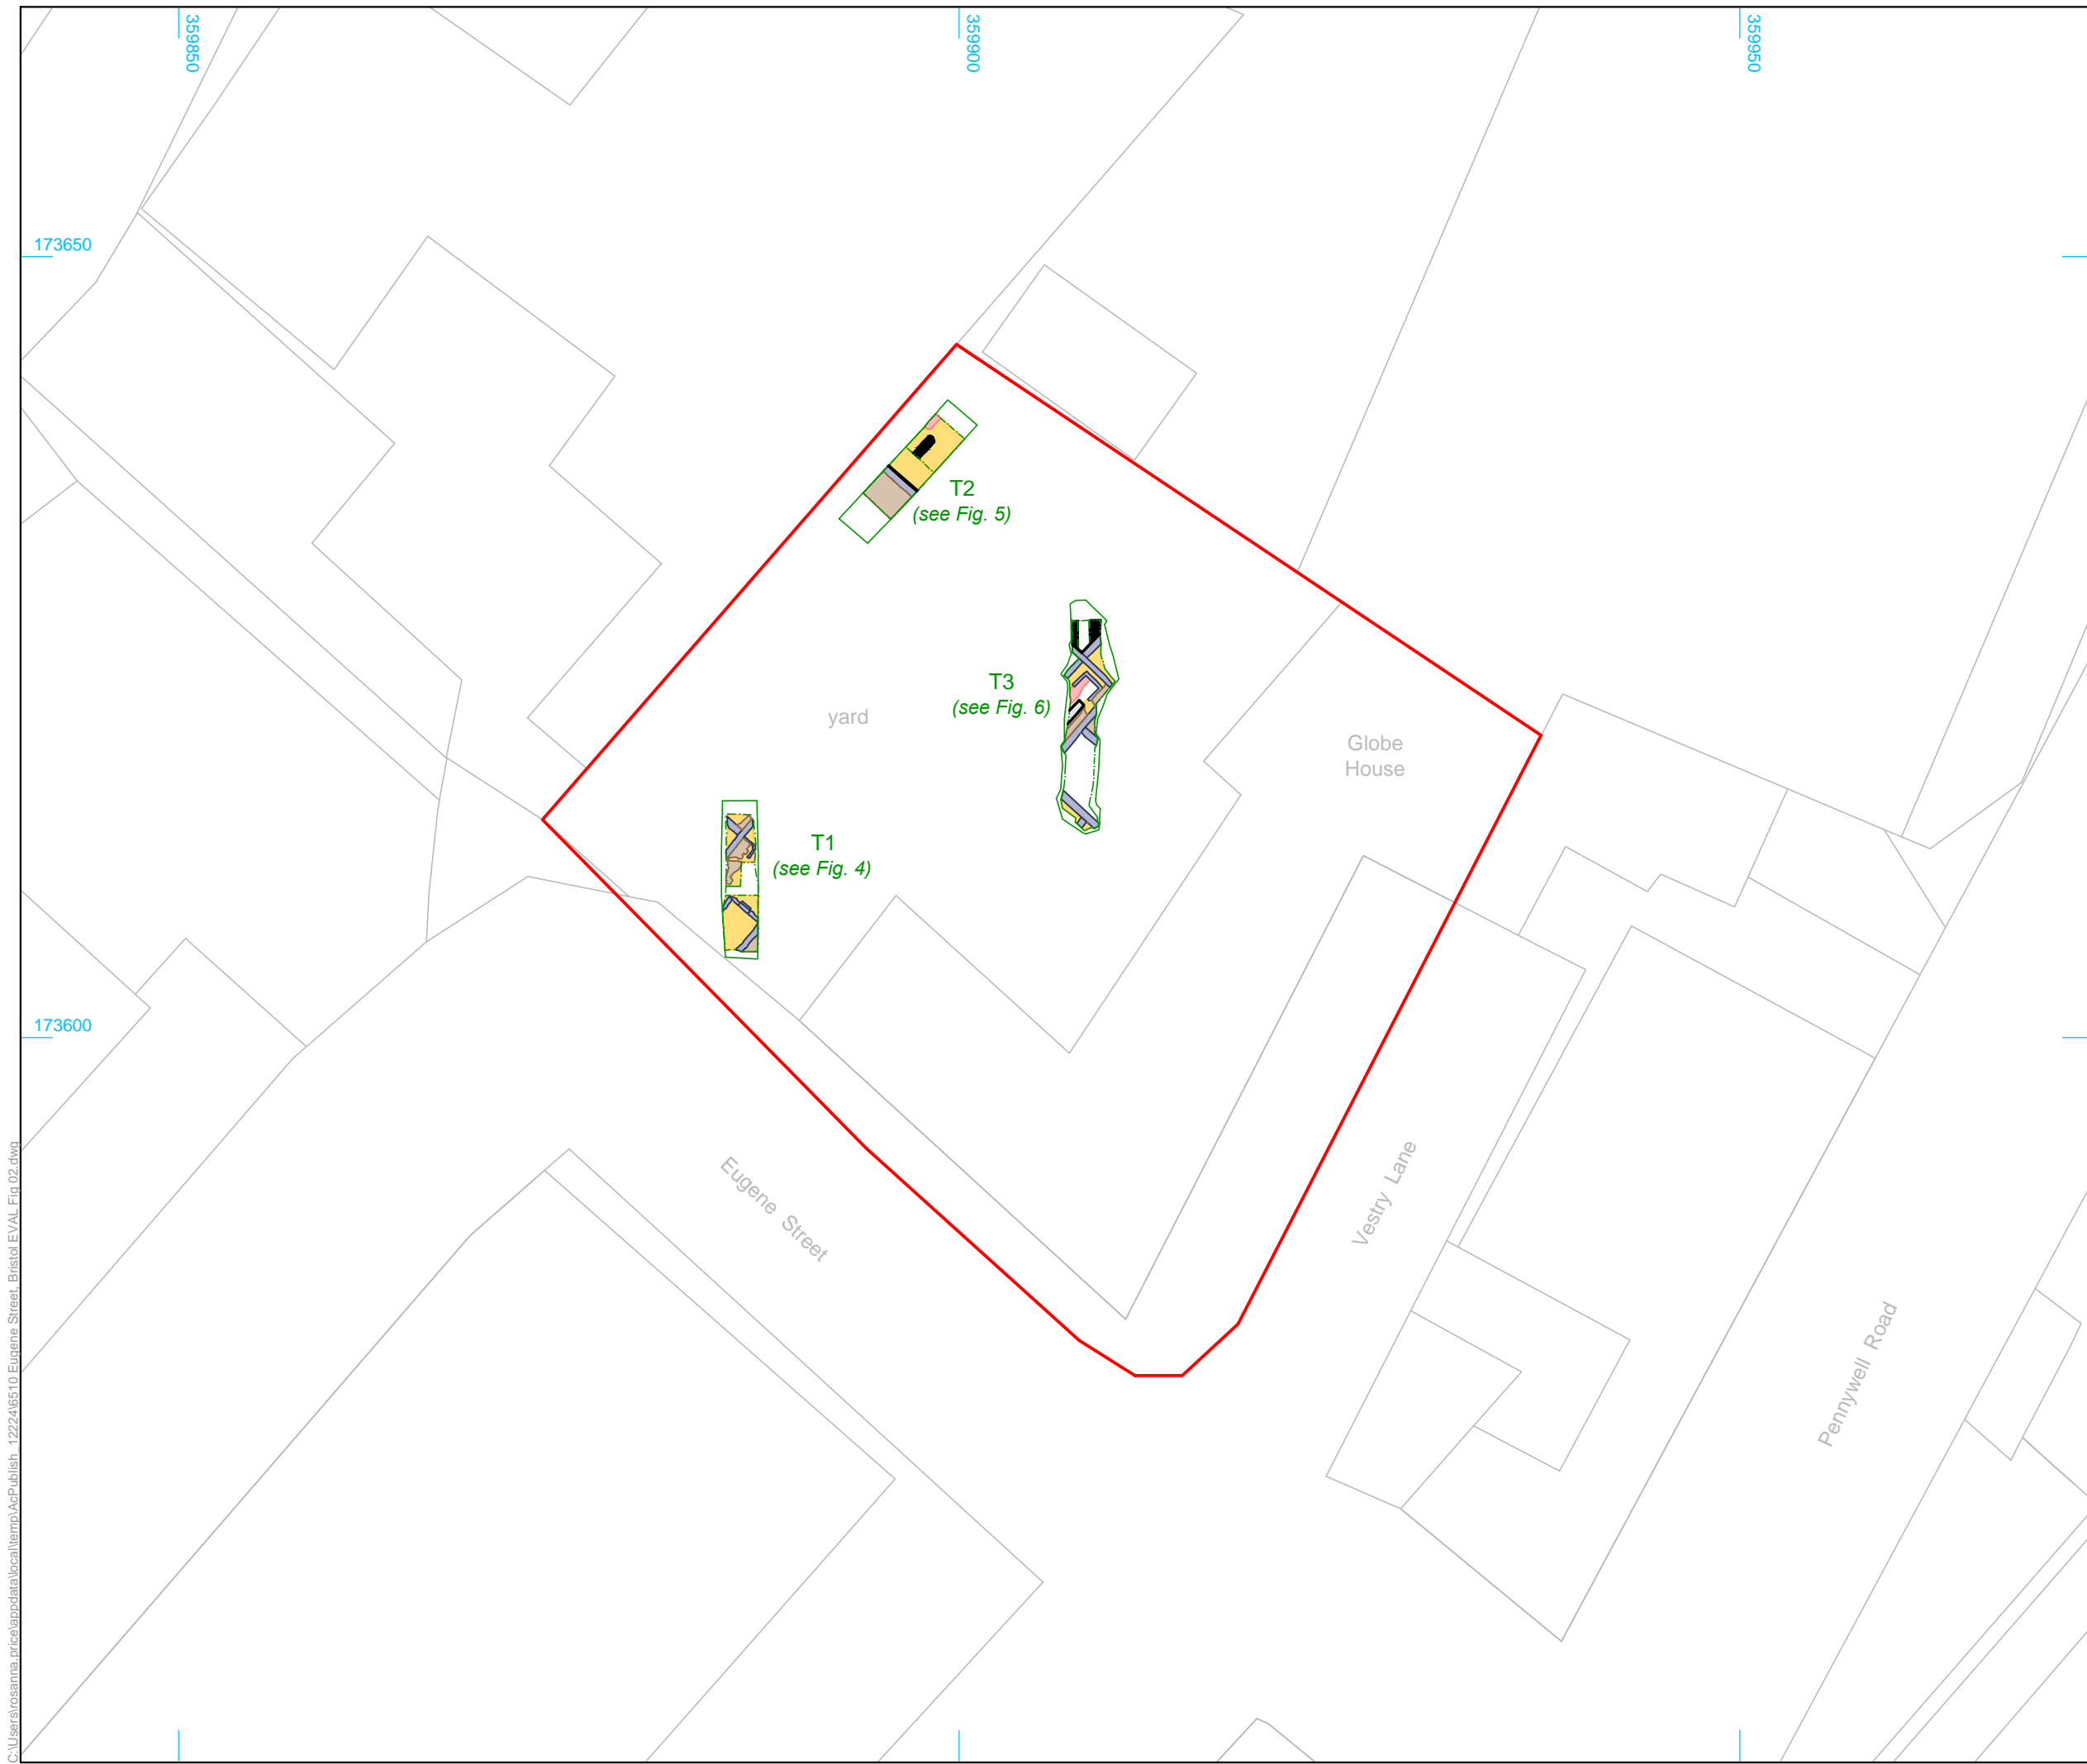 359850
359900
359950
173650
T2
(see Fig. 5)
T3
(see Fig. 6)
yard
Globe
House
T1
(see Fig. 4)
173600
Eugene Street
Vestry Lane
Pennywell Road
C:\Users\rosanna.price\appdata\local\temp\AcPublish_12224\6510 Eugene Street, Bristol EVAL Fig 02.dwg